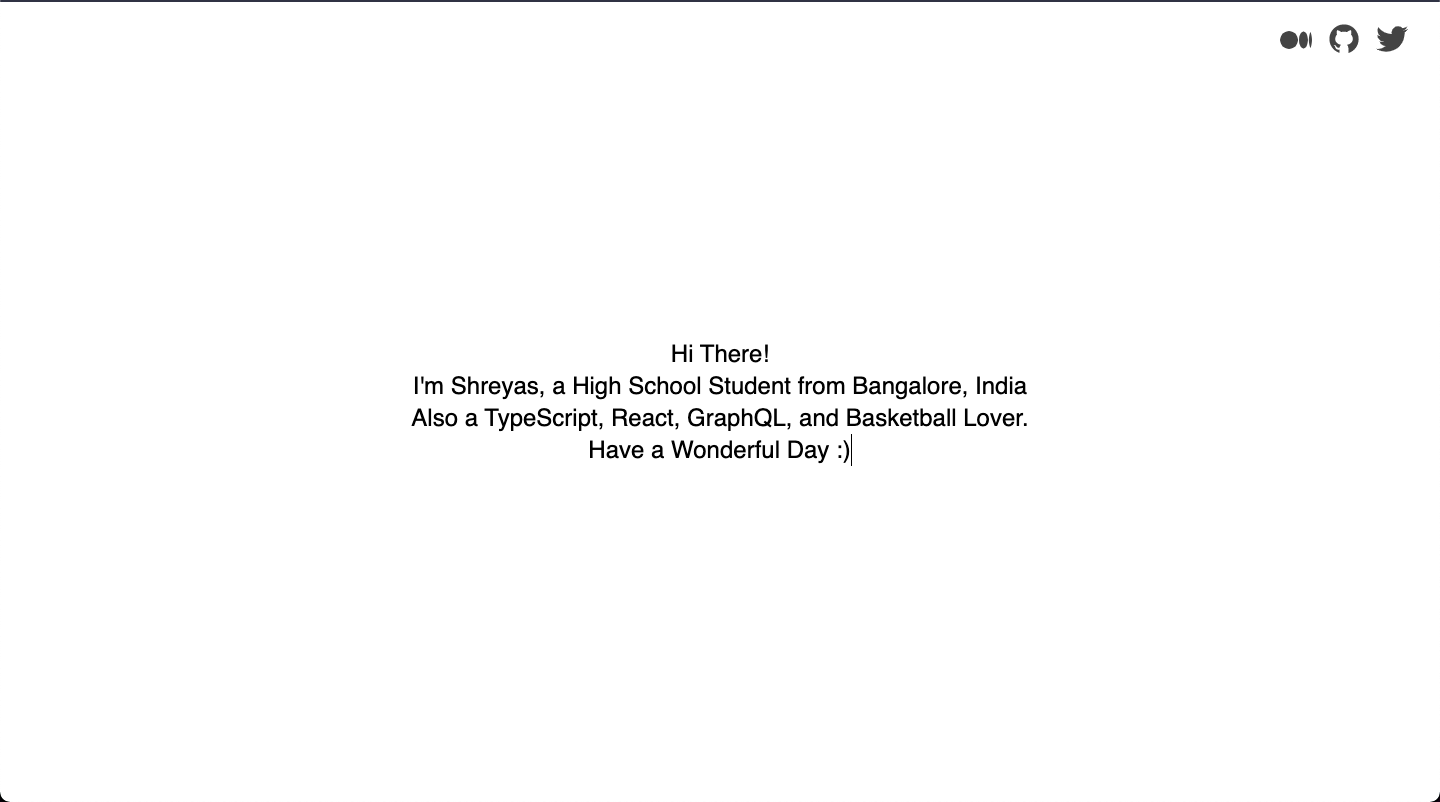 Hi There!
I'm Shreyas, a High School Student from Bangalore, India
Also a TypeScript, React, GraphQL, and Basketball Lover.
Have a Wonderful Day :)